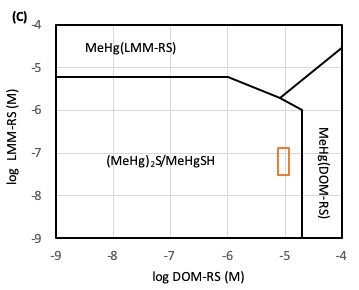 (C)
-4
MeHg(LMM-RS)
-5
-6
log LMM-RS (M)
-7
(MeHg)₂S/MeHgSH
MeHg(DOM-RS)
-8
-9
-9 -8 -7 -6 -5 -4
log DOM-RS (M)